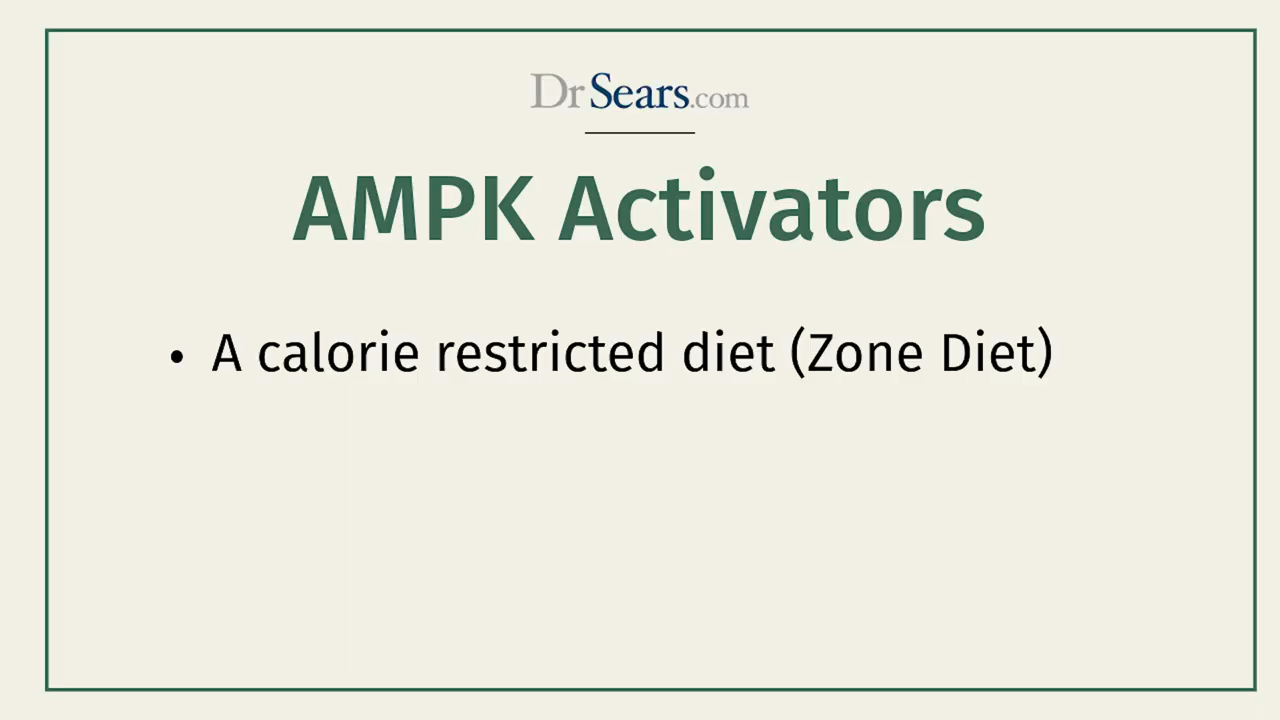 DrSears.com
AMPK Activators
• A calorie restricted diet (Zone Diet)